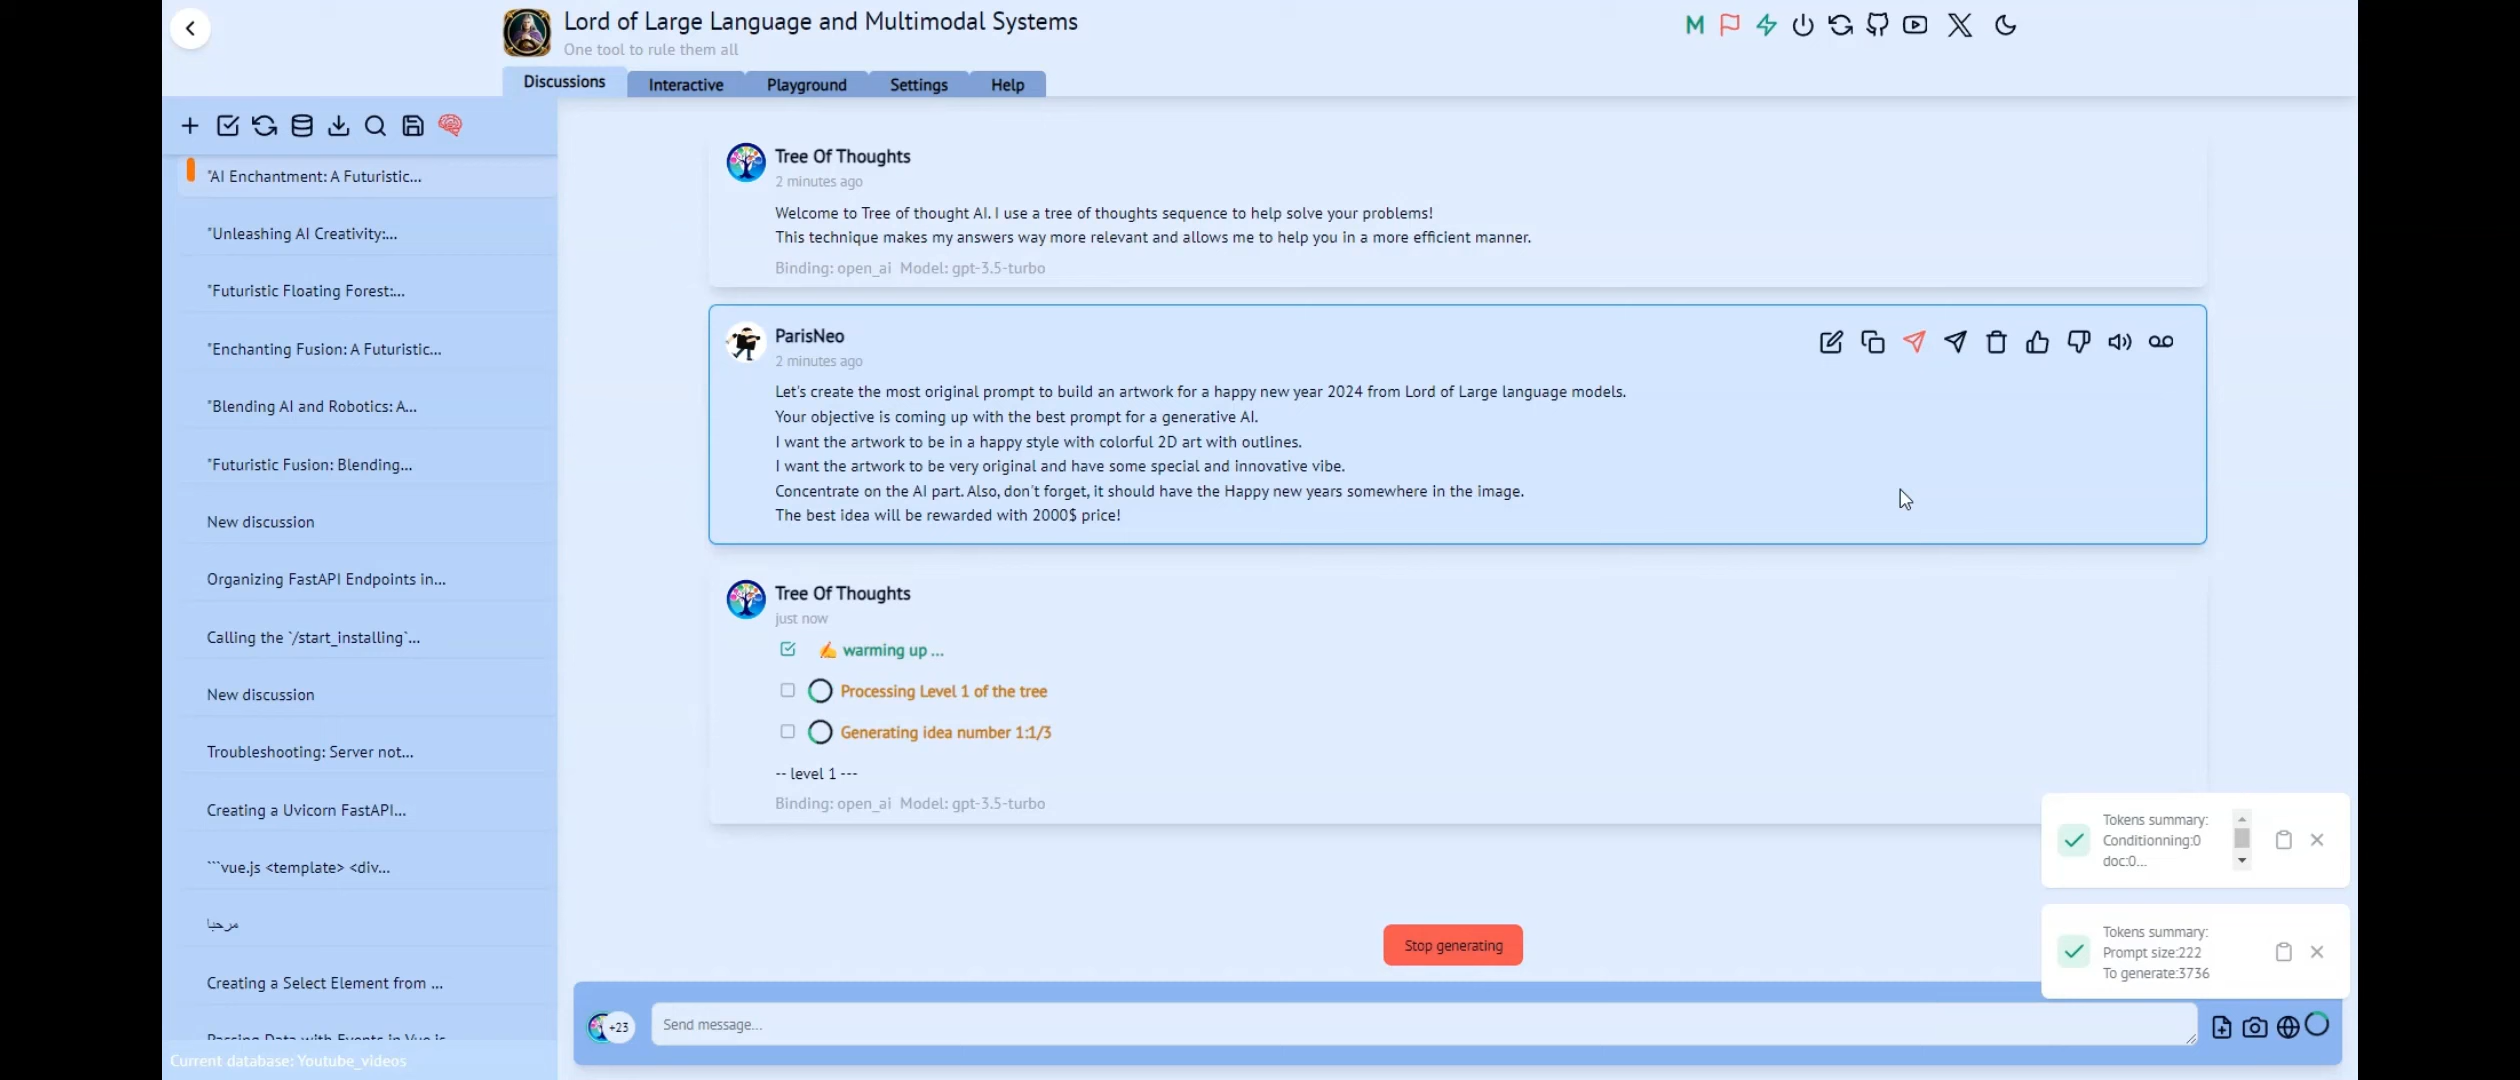 Lord of Large Language and Multimodal Systems
One tool to rule them all
M
Discussions
Interactive
Playground
Settings
Help
"AI Enchantment: A Futuristic...
"Unleashing AI Creativity:...
"Futuristic Floating Forest:...
"Enchanting Fusion: A Futuristic...
"Blending AI and Robotics: A...
"Futuristic Fusion: Blending...
New discussion
Organizing FastAPI Endpoints in...
Calling the `/start_installing`...
New discussion
Troubleshooting: Server not...
Creating a Uvicorn FastAPI...
```vue.js <template> <div...
مرحبا
Creating a Select Element from ...
Passing Data with Events in Vue.js
Current database: Youtube_videos
Tree Of Thoughts
2 minutes ago
Welcome to Tree of thought AI. I use a tree of thoughts sequence to help solve your problems!
This technique makes my answers way more relevant and allows me to help you in a more efficient manner.
Binding: open_ai Model: gpt-3.5-turbo
ParisNeo
2 minutes ago
Let's create the most original prompt to build an artwork for a happy new year 2024 from Lord of Large language models.
Your objective is coming up with the best prompt for a generative AI.
I want the artwork to be in a happy style with colorful 2D art with outlines.
I want the artwork to be very original and have some special and innovative vibe.
Concentrate on the AI part. Also, don't forget, it should have the Happy new years somewhere in the image.
The best idea will be rewarded with 2000$ price!
Tree Of Thoughts
just now
✍ warming up ...
Processing Level 1 of the tree
Generating idea number 1:1/3
-- level 1 ---
Binding: open_ai Model: gpt-3.5-turbo
Tokens summary:
Conditionning:0
doc:0...
Tokens summary:
Prompt size:222
To generate:3736
Stop generating
+23
Send message...